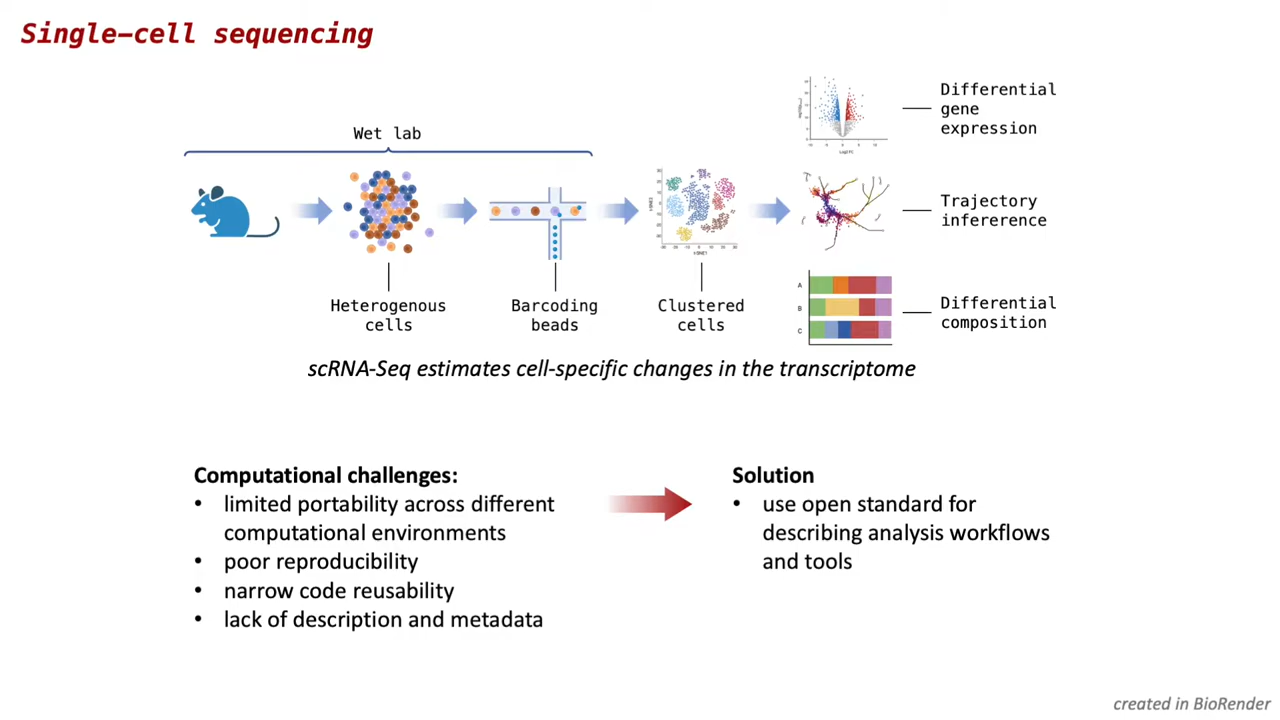 Single-cell sequencing
Wet lab
Differential
gene
expression
Trajectory
infererence
Differential
composition
Heterogenous
cells
Barcoding
beads
Clustered
cells
A
B
C
scRNA-Seq estimates cell-specific changes in the transcriptome
Computational challenges:
• limited portability across different
computational environments
• poor reproducibility
• narrow code reusability
• lack of description and metadata
Solution
• use open standard for
describing analysis workflows
and tools
created in BioRender